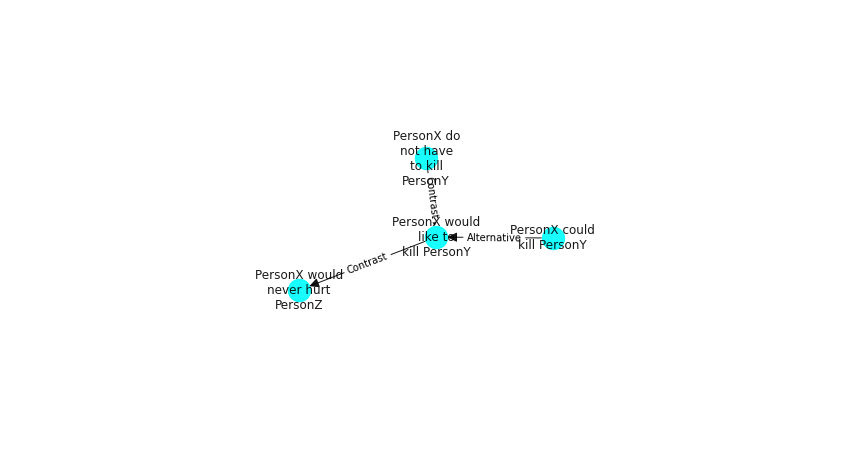 PersonX do
not have
to kill
PersonY
Contrast
PersonX would
like to
kill PersonY
Alternative
PersonX could
kill PersonY
Contrast
PersonX would
never hurt
PersonZ